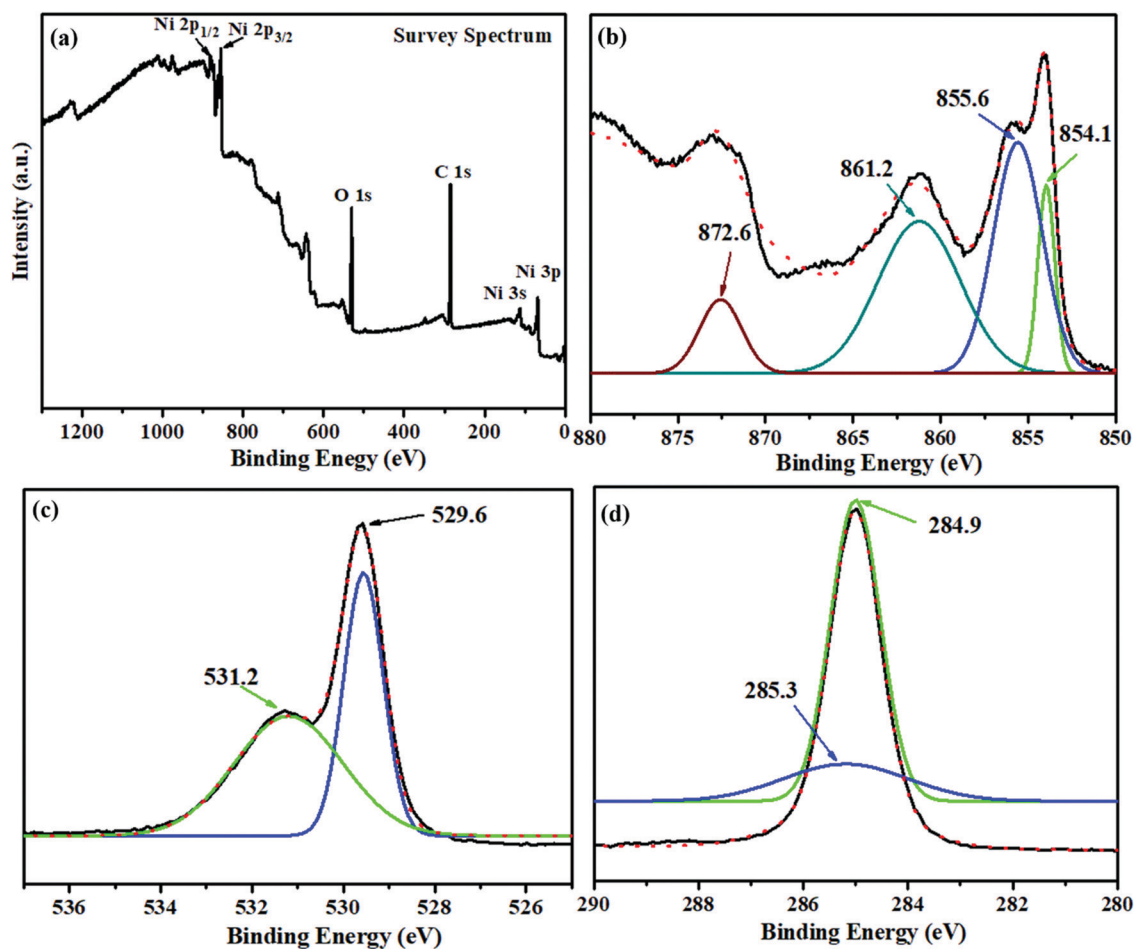 (a)
Ni 2p1/2
Ni 2p3/2
Survey Spectrum
O 1s
C 1s
Ni 3s
Ni 3p
Intensity (a.u.)
1200 1000 800 600 400 200 0
Binding Enegy (eV)
(b)
872.6
861.2
855.6
854.1
880 875 870 865 860 855 850
Binding Energy (eV)
(c)
531.2
529.6
536 534 532 530 528 526
Binding Energy (eV)
(d)
284.9
285.3
290 288 286 284 282 280
Binding Energy (eV)